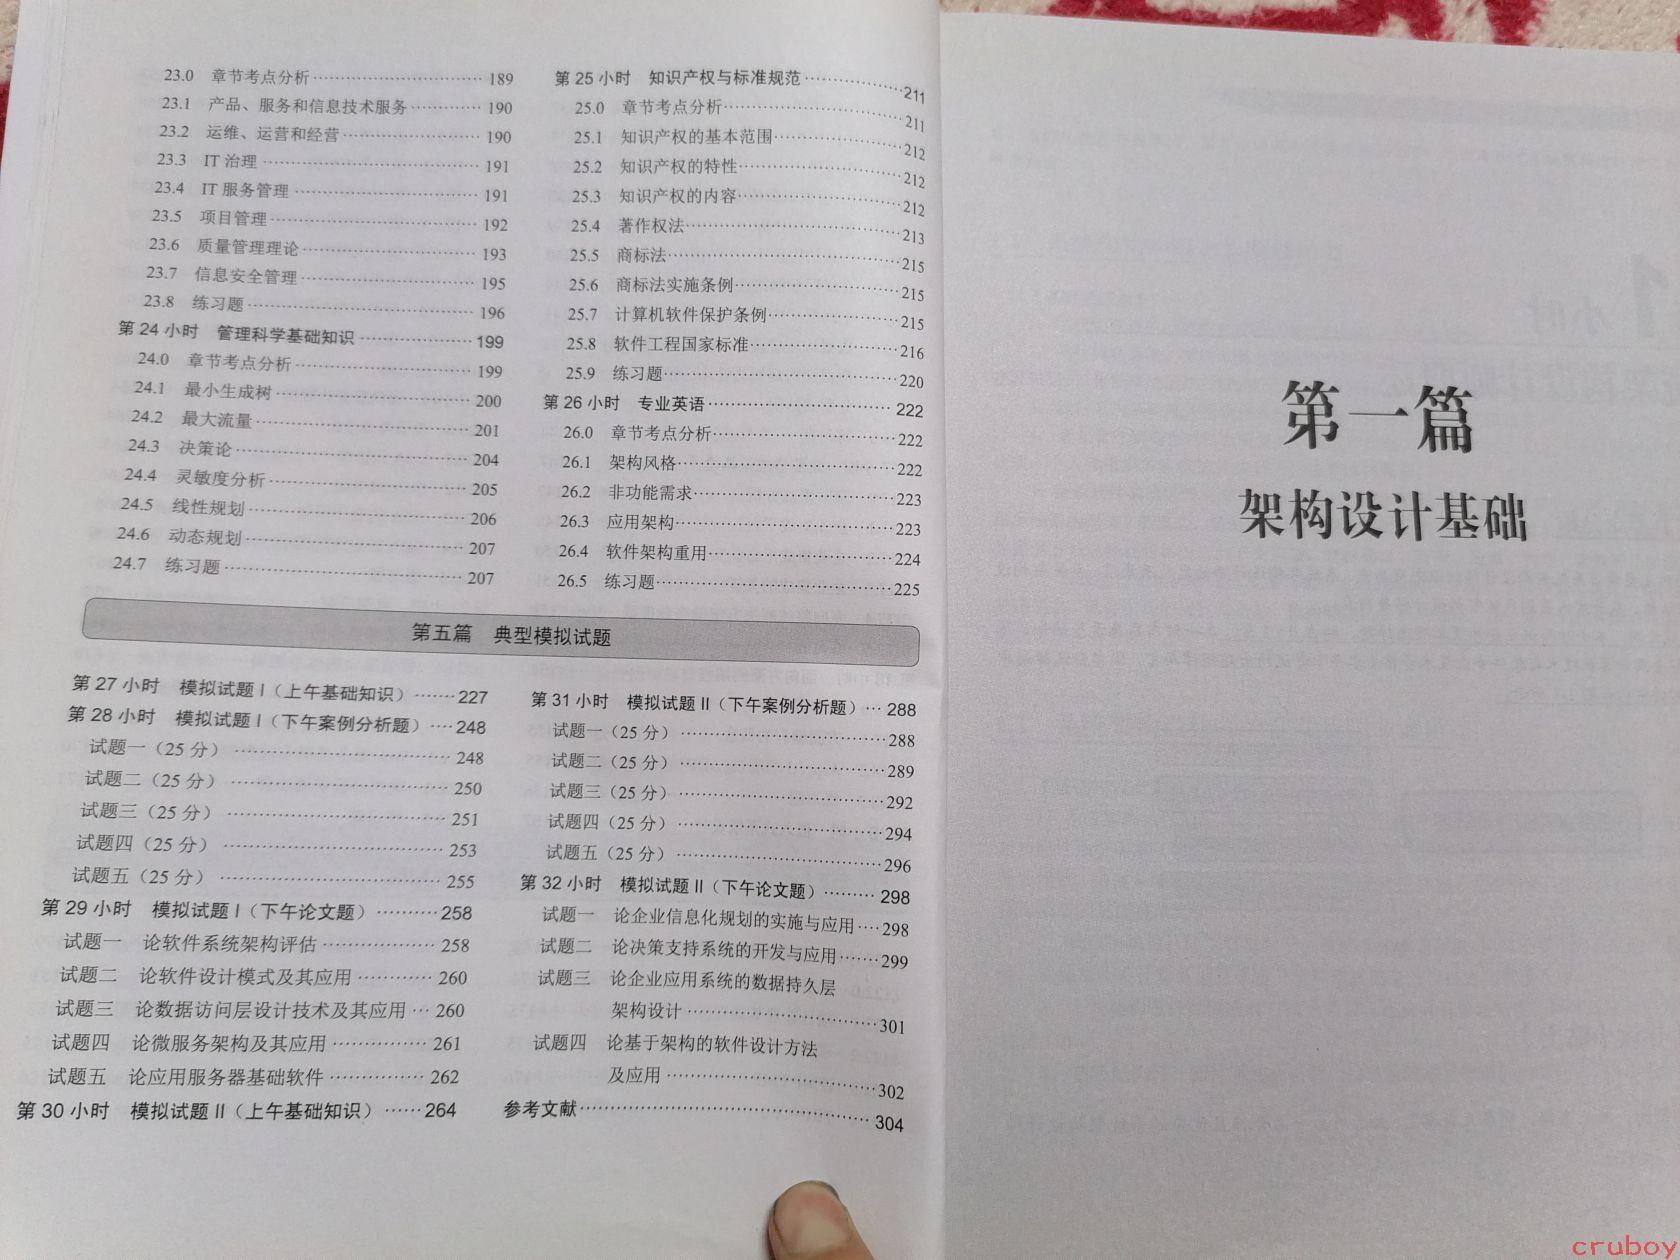 23.0 章节考点分析……189
23.1 产品、服务和信息技术服务……190
23.2 运维、运营和经营……190
23.3 IT 治理……191
23.4 IT 服务管理……191
23.5 项目管理……192
23.6 质量管理理论……193
23.7 信息安全管理……195
23.8 练习题……196
第 24 小时 管理科学基础知识……199
24.0 章节考点分析……199
24.1 最小生成树……200
24.2 最大流量……201
24.3 决策论……204
24.4 灵敏度分析……205
24.5 线性规划……206
24.6 动态规划……207
24.7 练习题……207
第 25 小时 知识产权与标准规范……211
25.0 章节考点分析……211
25.1 知识产权的基本范围……212
25.2 知识产权的特性……212
25.3 知识产权的内容……212
25.4 著作权法……213
25.5 商标法……215
25.6 商标法实施条例……215
25.7 计算机软件保护条例……215
25.8 软件工程国家标准……216
25.9 练习题……220
第 26 小时 专业英语……222
26.0 章节考点分析……222
26.1 架构风格……222
26.2 非功能需求……223
26.3 应用架构……223
26.4 软件架构重用……224
26.5 练习题……225
第五篇 典型模拟试题
第 27 小时 模拟试题 I（上午基础知识）……227
第 28 小时 模拟试题 I（下午案例分析题）……248
试题一（25 分）……248
试题二（25 分）……250
试题三（25 分）……251
试题四（25 分）……253
试题五（25 分）……255
第 29 小时 模拟试题 I（下午论文题）……258
试题一 论软件系统架构评估……258
试题二 论软件设计模式及其应用……260
试题三 论数据访问层设计技术及其应用…260
试题四 论微服务架构及其应用……261
试题五 论应用服务器基础软件……262
第 30 小时 模拟试题 II（上午基础知识）……264
第 31 小时 模拟试题 II（下午案例分析题）…288
试题一（25 分）……288
试题二（25 分）……289
试题三（25 分）……292
试题四（25 分）……294
试题五（25 分）……296
第 32 小时 模拟试题 II（下午论文题）……298
试题一 论企业信息化规划的实施与应用……298
试题二 论决策支持系统的开发与应用……299
试题三 论企业应用系统的数据持久层
架构设计……301
试题四 论基于架构的软件设计方法
及应用……302
参考文献……304
第一篇
架构设计基础
cruboy